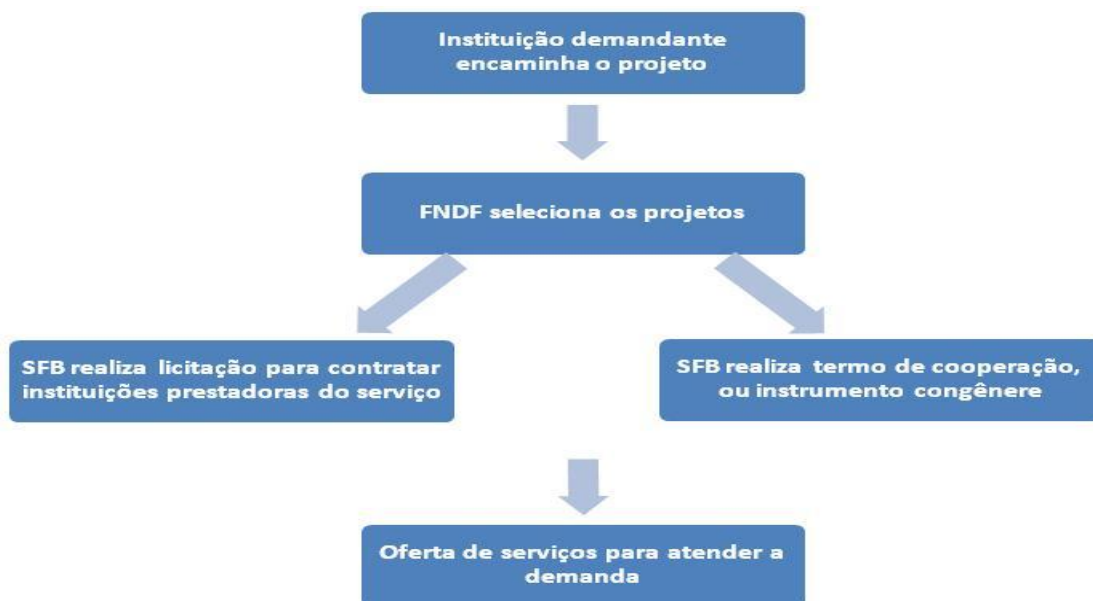 Instituição demandante
encaminha o projeto
FNDF seleciona os projetos
SFB realiza licitação para contratar
instituições prestadoras do serviço
SFB realiza termo de cooperação,
ou instrumento congênere
Oferta de serviços para atender a
demanda